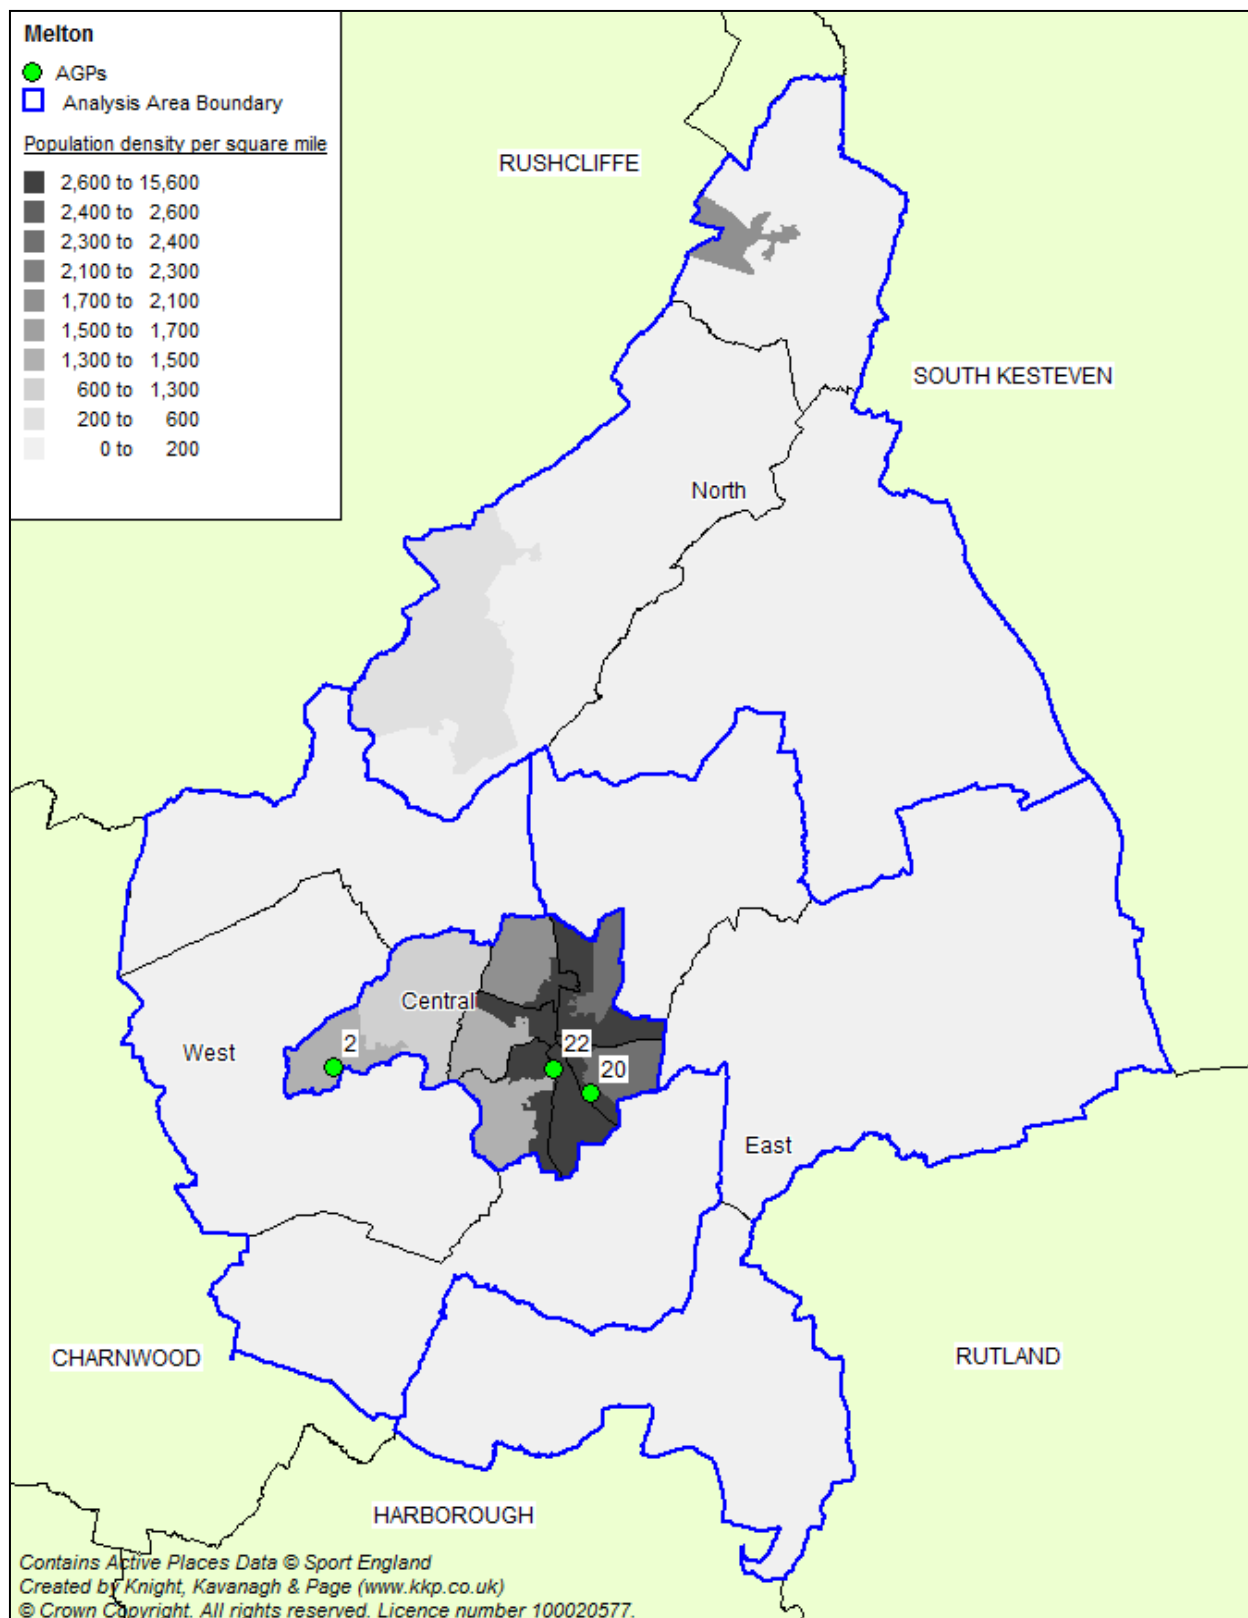 Melton
AGPs
Analysis Area Boundary
Population density per square mile
2,600 to 15,600
2,400 to 2,600
2,300 to 2,400
2,100 to 2,300
1,700 to 2,100
1,500 to 1,700
1,300 to 1,500
600 to 1,300
200 to 600
0 to 200
RUSHCLIFFE
SOUTH KESTEVEN
North
Central
West
2
22
20
East
CHARNWOOD
RUTLAND
HARBOROUGH
Contains Active Places Data © Sport England
Created by Knight, Kavanagh & Page (www.kkp.co.uk)
© Crown Copyright. All rights reserved. Licence number 100020577.